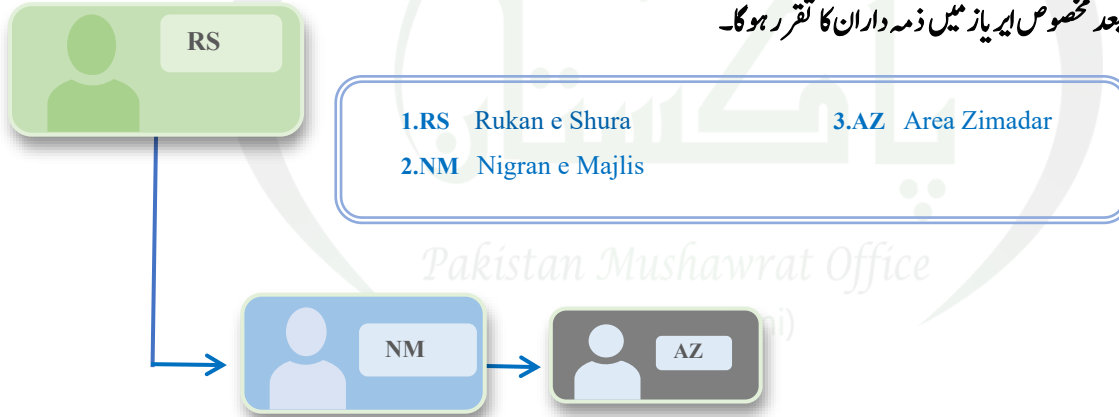 بعد مخصوص ایریاز میں ذمہ داران کا تقرر ہوگا۔
RS
1.RS Rukan e Shura 3.AZ Area Zimadar
2.NM Nigran e Majlis
پاکستان
Pakistan Mushawrat Office
NM
AZ